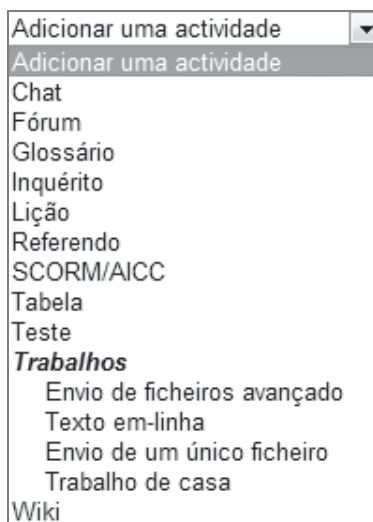 Adicionar uma actividade
Adicionar uma actividade
Chat
Fórum
Glossário
Inquérito
Lição
Referendo
SCORM/AICC
Tabela
Teste
Trabalhos
Envio de ficheiros avançado
Texto em-linha
Envio de um único ficheiro
Trabalho de casa
Wiki